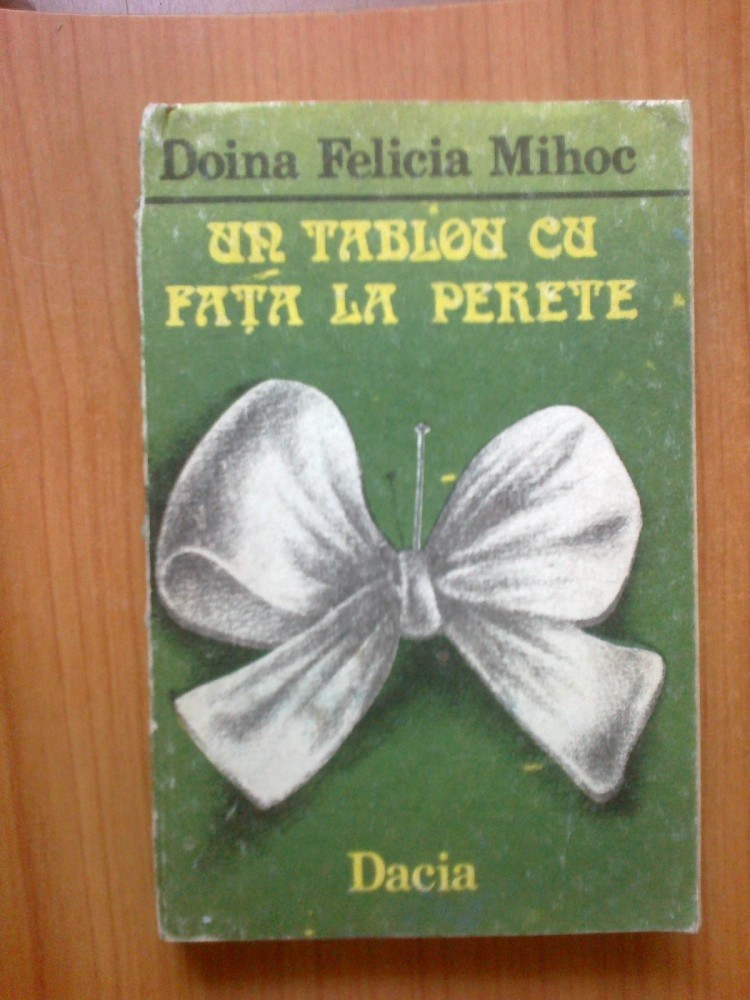 Doina Felicia Mihoc
UN TABLOU CU
FAȚA LA PERETE
Dacia